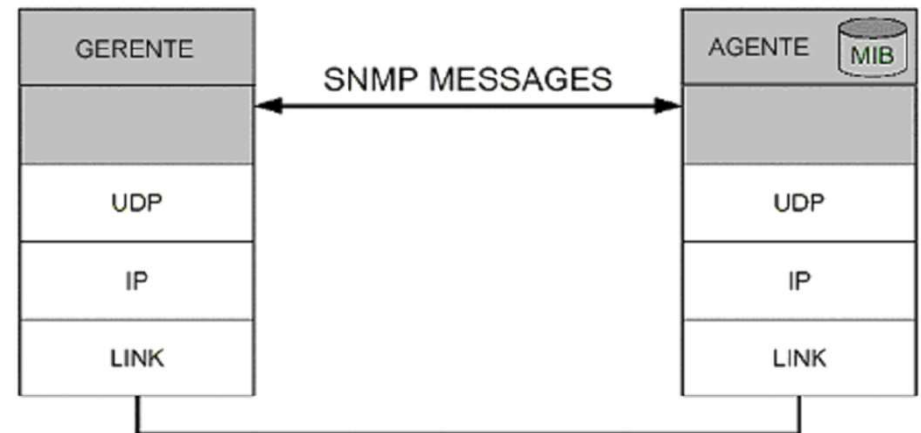 GERENTE
AGENTE
MIB
SNMP MESSAGES
UDP
UDP
IP
IP
LINK
LINK